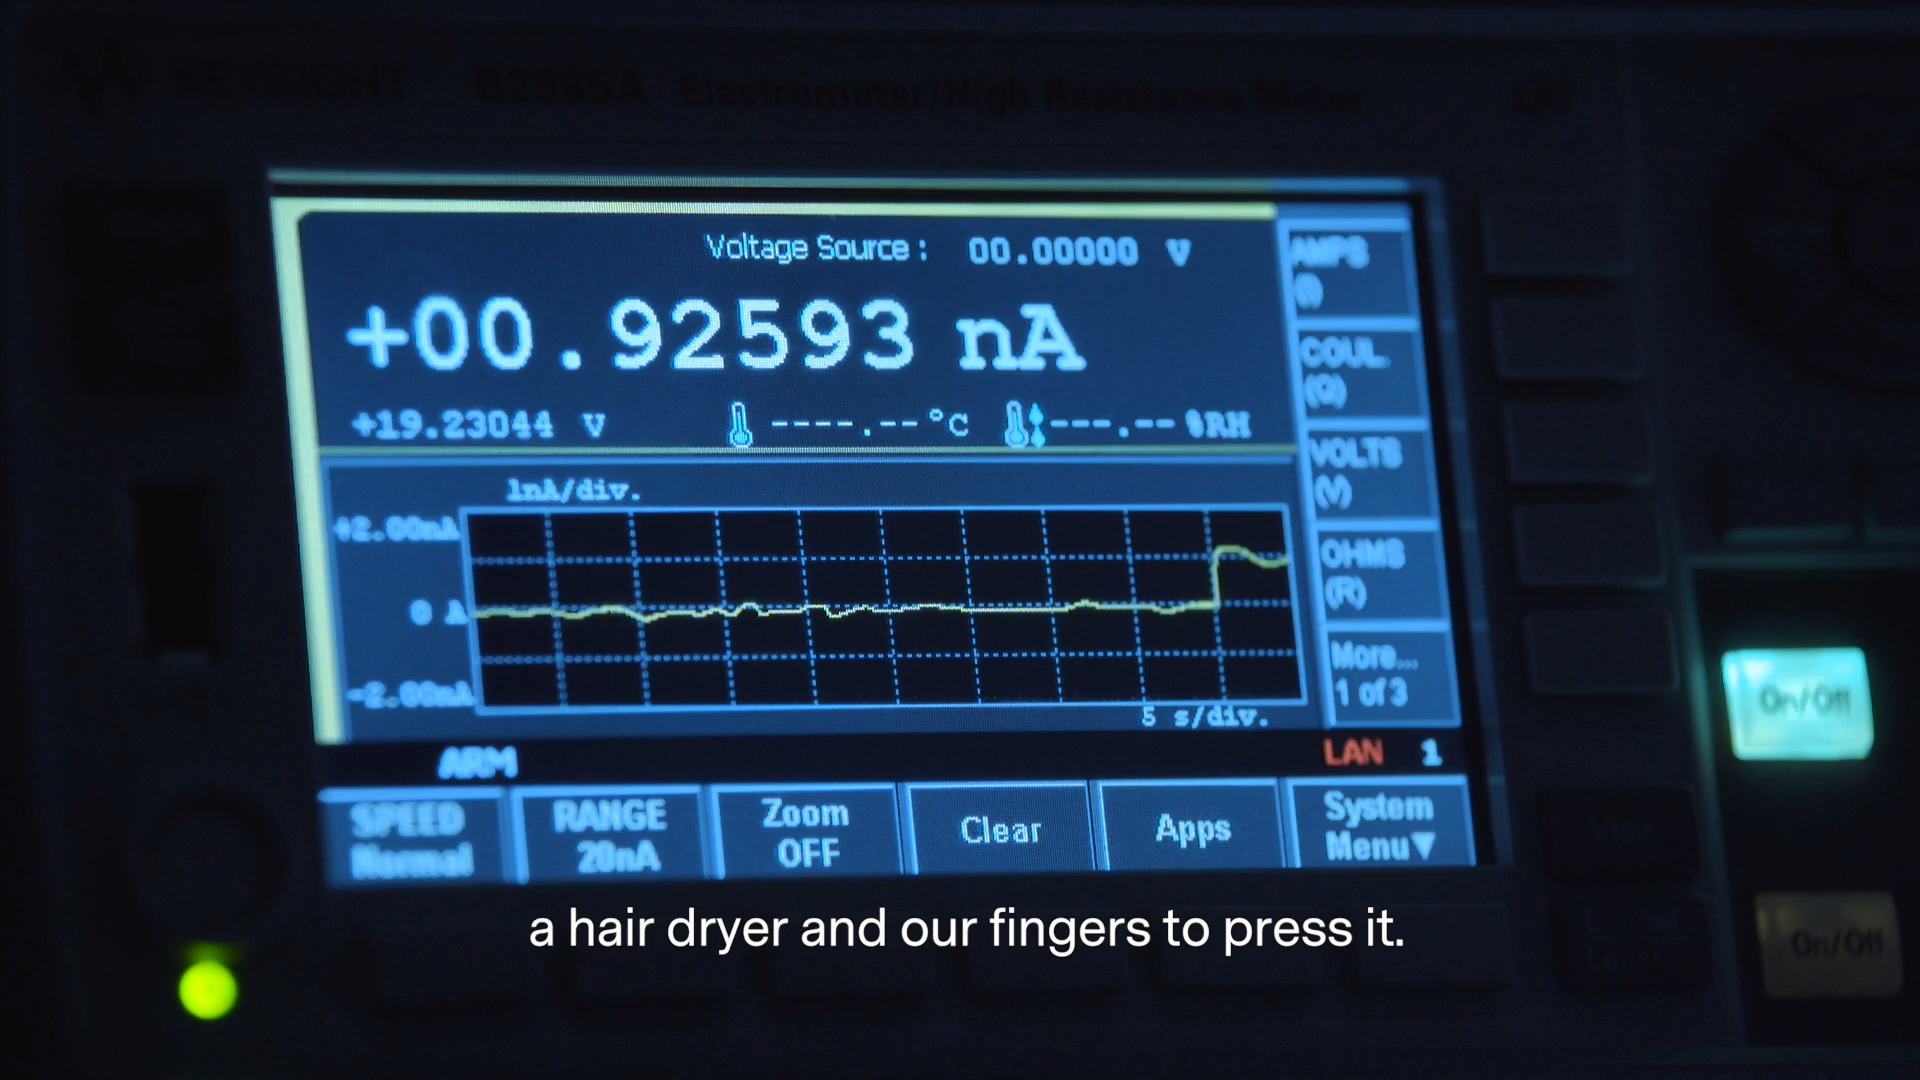 KEYSIGHT B2985A Electrometer/High Resistance Meter
Voltage Source : 00.00000 V
+00.92593 nA
+19.23044 V ----.--°C ---.-- %RH
AMPS
(I)
COUL.
(Q)
VOLTS
(V)
OHMS
(R)
More...
1 of 3
1nA/div.
+2.00nA
0 A
-2.00nA
5 s/div.
ARM
LAN 1
SPEED
Normal
RANGE
20nA
Zoom
OFF
Clear
Apps
System
Menu▼
On/Off
On/Off
a hair dryer and our fingers to press it.